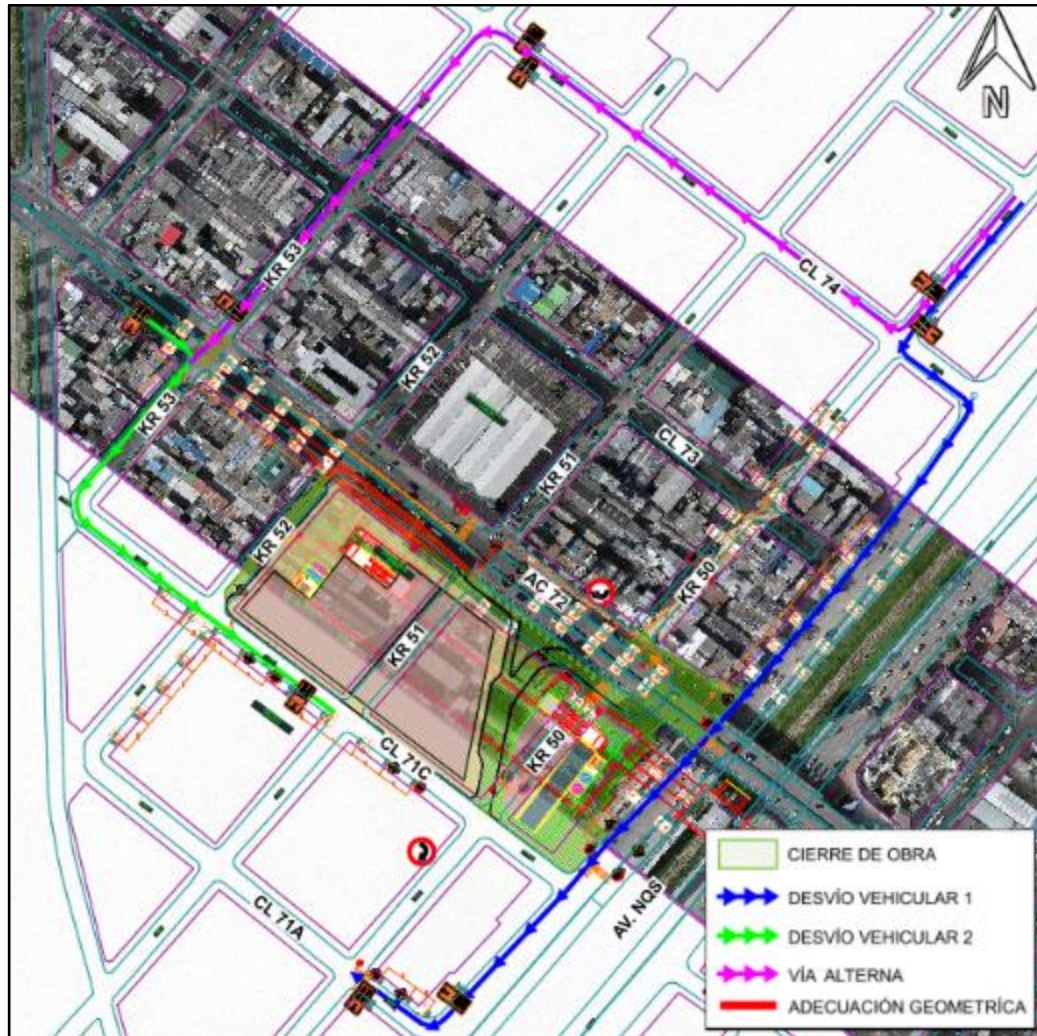 N
KR 53
CL 74
KR 52
KR 53
CL 73
KR 51
KR 52
AC 72
KR 50
KR 51
KR 50
CL 71C
CL 71A
AV. NQS
CIERRE DE OBRA
DESVÍO VEHICULAR 1
DESVÍO VEHICULAR 2
VÍA ALTERNA
ADECUACIÓN GEOMETRÍCA